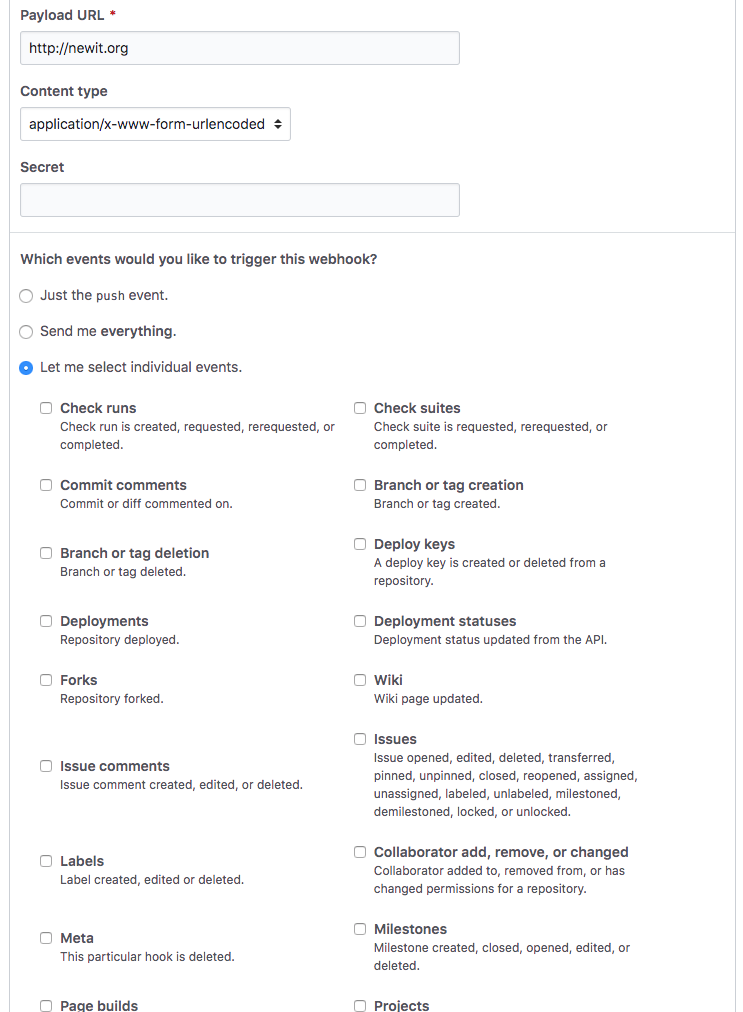 Payload URL *
http://newit.org
Content type
application/x-www-form-urlencoded
Secret
Which events would you like to trigger this webhook?
Just the push event.
Send me everything.
Let me select individual events.
Check runs
Check run is created, requested, rerequested, or
completed.
Check suites
Check suite is requested, rerequested, or
completed.
Commit comments
Commit or diff commented on.
Branch or tag creation
Branch or tag created.
Branch or tag deletion
Branch or tag deleted.
Deploy keys
A deploy key is created or deleted from a
repository.
Deployments
Repository deployed.
Deployment statuses
Deployment status updated from the API.
Forks
Repository forked.
Wiki
Wiki page updated.
Issue comments
Issue comment created, edited, or deleted.
Issues
Issue opened, edited, deleted, transferred,
pinned, unpinned, closed, reopened, assigned,
unassigned, labeled, unlabeled, milestoned,
demilestoned, locked, or unlocked.
Labels
Label created, edited or deleted.
Collaborator add, remove, or changed
Collaborator added to, removed from, or has
changed permissions for a repository.
Meta
This particular hook is deleted.
Milestones
Milestone created, closed, opened, edited, or
deleted.
Page builds
Projects